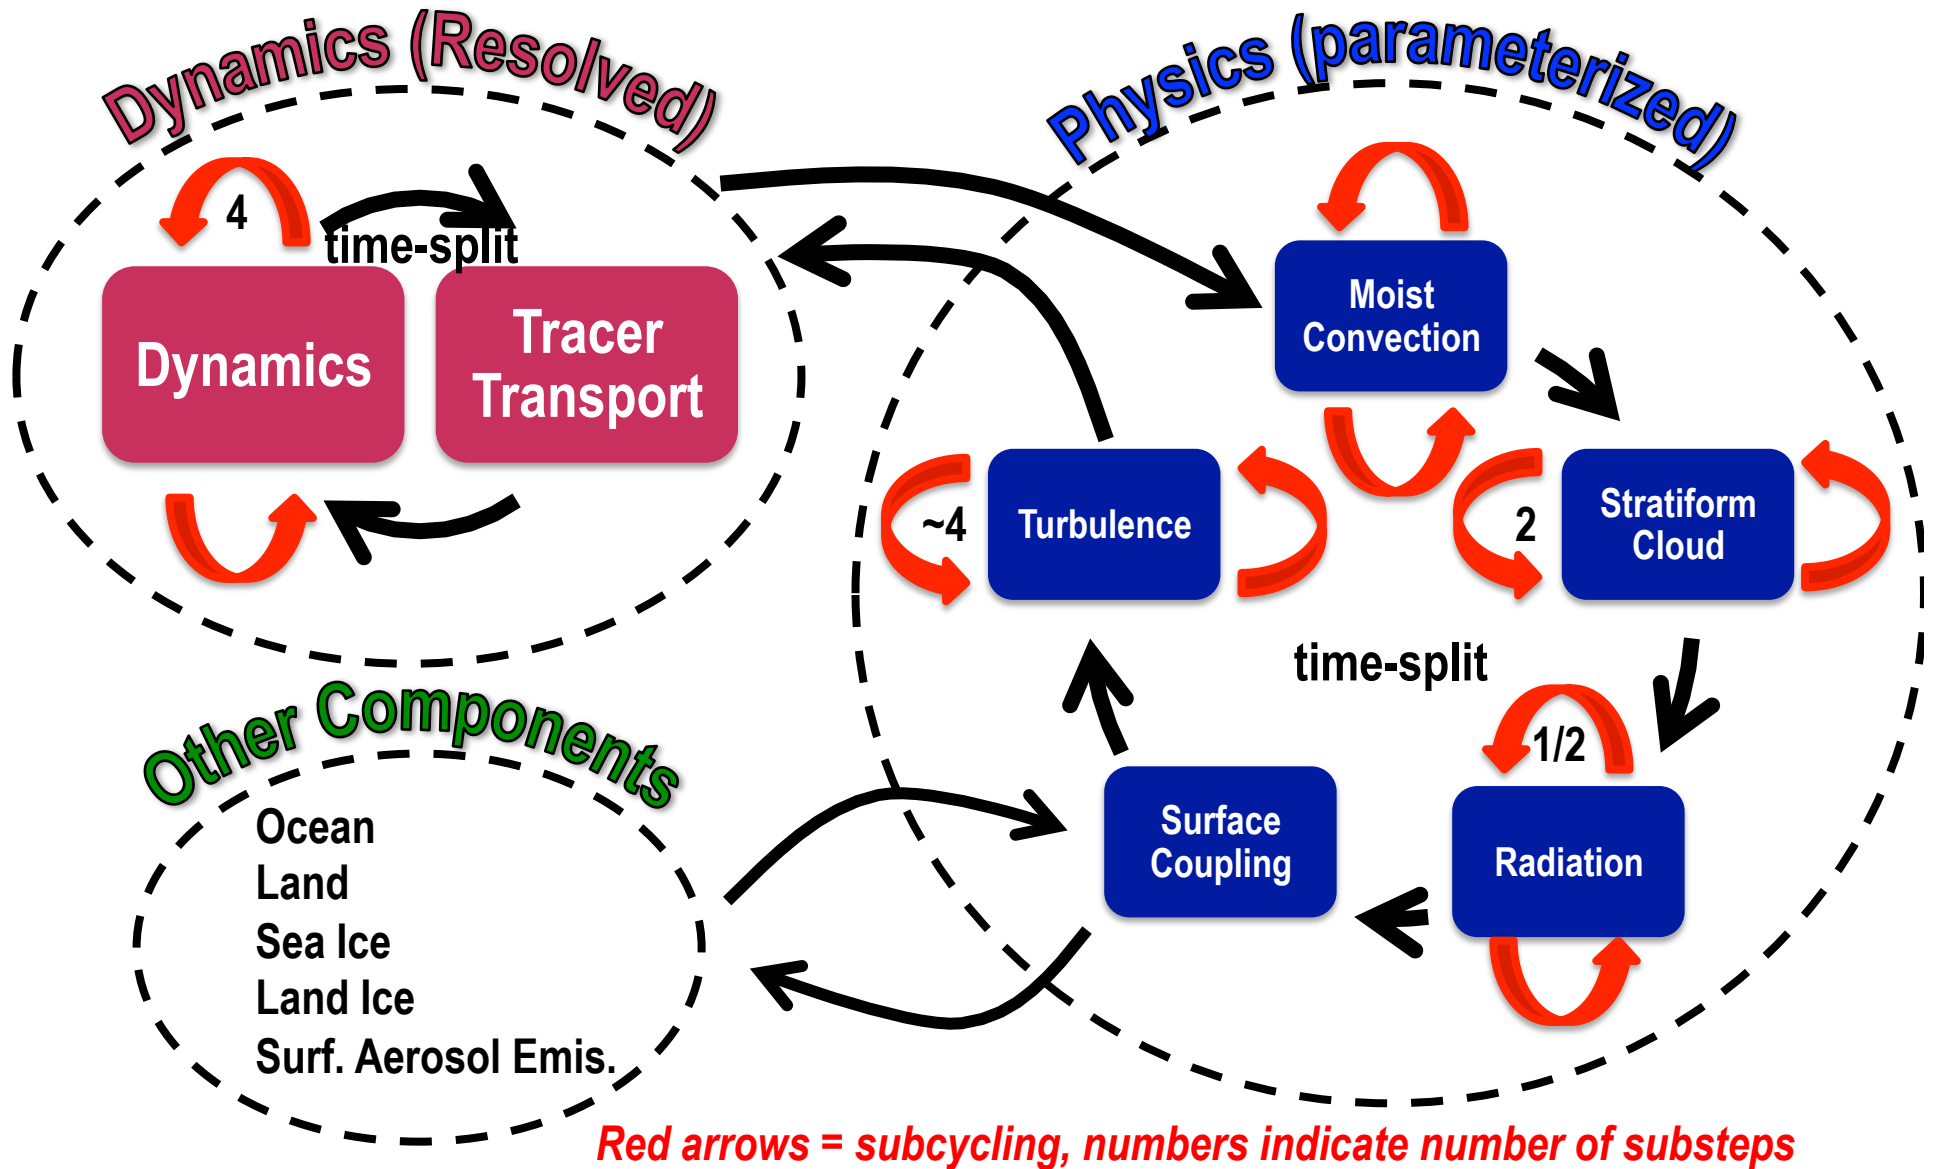 Dynamics (Resolved)
4
time-split
Dynamics
Tracer
Transport
Physics (parameterized)
Moist
Convection
~4
Turbulence
2
Stratiform
Cloud
time-split
1/2
Surface
Coupling
Radiation
Other Components
Ocean
Land
Sea Ice
Land Ice
Surf. Aerosol Emis.
Red arrows = subcycling, numbers indicate number of substeps